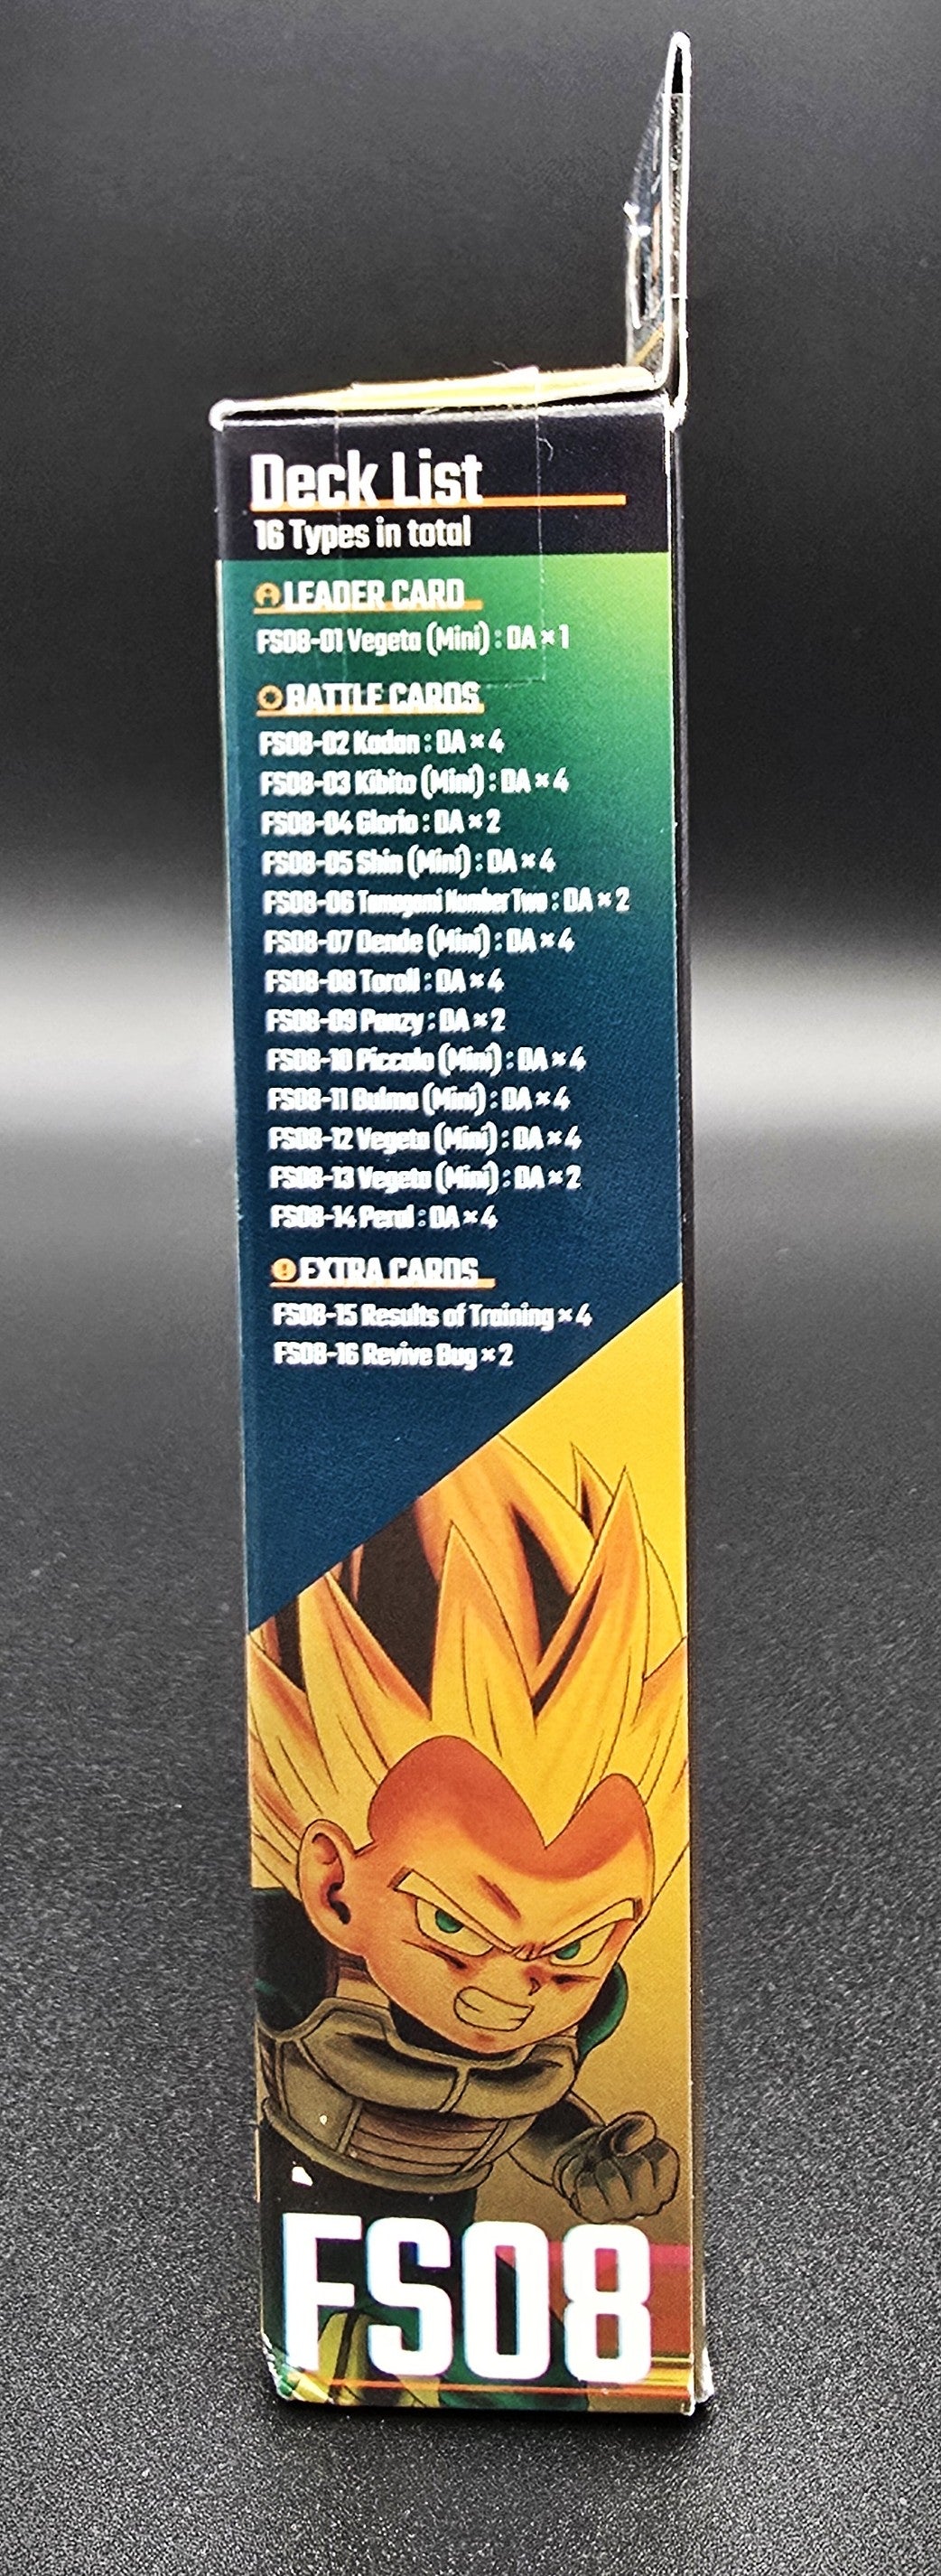 Deck List
16 Types in total
LEADER CARD
FS08-01 Vegeta (Mini) : DA × 1
BATTLE CARDS
FS08-02 Kadan : DA × 4
FS08-03 Kibito (Mini) : DA × 4
FS08-04 Glorio : DA × 2
FS08-05 Shin (Mini) : DA × 4
FS08-06 Tamagami Number Two : DA × 2
FS08-07 Dende (Mini) : DA × 4
FS08-08 Toroll : DA × 4
FS08-09 Panzy : DA × 2
FS08-10 Piccolo (Mini) : DA × 4
FS08-11 Bulma (Mini) : DA × 4
FS08-12 Vegeta (Mini) : DA × 4
FS08-13 Vegeta (Mini) : DA × 2
FS08-14 Peral : DA × 4
EXTRA CARDS
FS08-15 Results of Training × 4
FS08-16 Revive Bug × 2
FS08